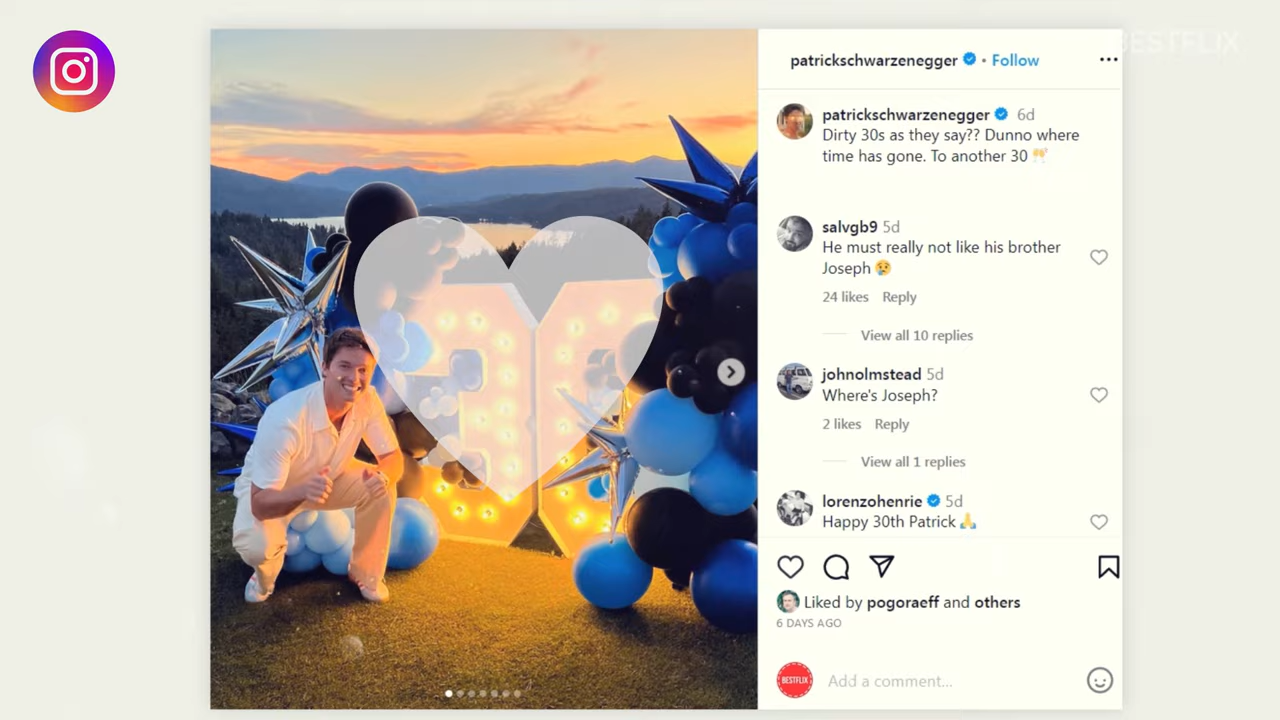 BESTFLIX
patrickschwarzenegger • Follow
patrickschwarzenegger 6d
Dirty 30s as they say?? Dunno where
time has gone. To another 30 🥂
salvgb9 5d
He must really not like his brother
Joseph 😢
24 likes Reply
View all 10 replies
johnolmstead 5d
Where's Joseph?
2 likes Reply
View all 1 replies
lorenzohenrie 5d
Happy 30th Patrick 🙏
Liked by pogoraeff and others
6 DAYS AGO
BESTFLIX
Add a comment...
30